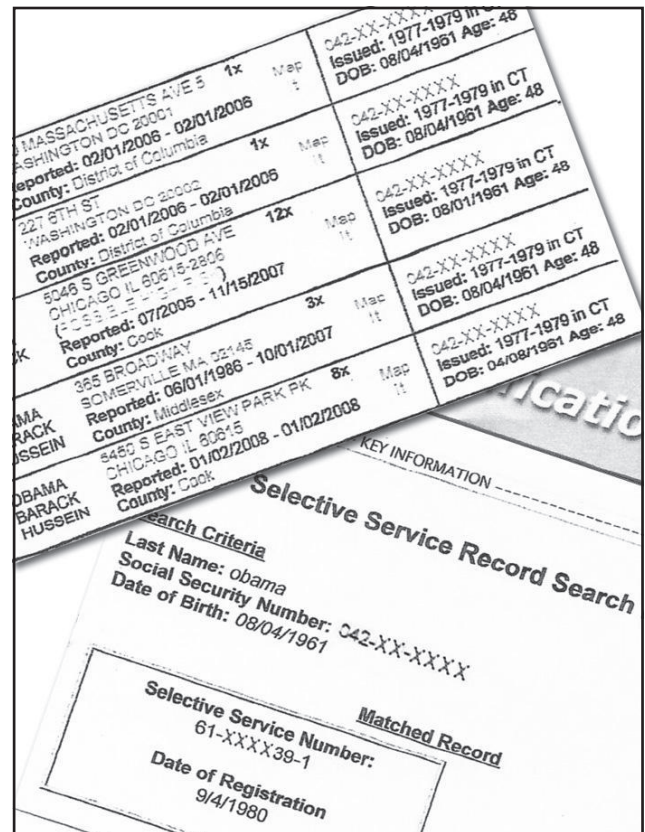 MASSACHUSETTS AVE 5 1x Map It
WASHINGTON DC 20001
Reported: 02/01/2006 - 02/01/2006
County: District of Columbia
042-XX-XXXX
Issued: 1977-1979 in CT
DOB: 08/04/1961 Age: 48
227 6TH ST 1x Map It
WASHINGTON DC 20002
Reported: 02/01/2006 - 02/01/2006
County: District of Columbia
042-XX-XXXX
Issued: 1977-1979 in CT
DOB: 08/04/1961 Age: 48
5046 S GREENWOOD AVE 12x Map It
CHICAGO IL 60615-2806
Reported: 07/2005 - 11/15/2007
County: Cook
042-XX-XXXX
Issued: 1977-1979 in CT
DOB: 08/01/1961 Age: 48
365 BROADWAY 3x Map It
SOMERVILLE MA 02145
Reported: 06/01/1986 - 10/01/2007
County: Middlesex
042-XX-XXXX
Issued: 1977-1979 in CT
DOB: 08/04/1961 Age: 48
OBAMA
BARACK
HUSSEIN
5450 S EAST VIEW PARK PK 8x Map It
CHICAGO IL 60615
Reported: 01/02/2008 - 01/02/2008
County: Cook
042-XX-XXXX
Issued: 1977-1979 in CT
DOB: 04/08/1961 Age: 48
KEY INFORMATION
Selective Service Record Search
Search Criteria
Last Name: obama
Social Security Number: 042-XX-XXXX
Date of Birth: 08/04/1961
Matched Record
Selective Service Number:
61-XXXX39-1
Date of Registration
9/4/1980